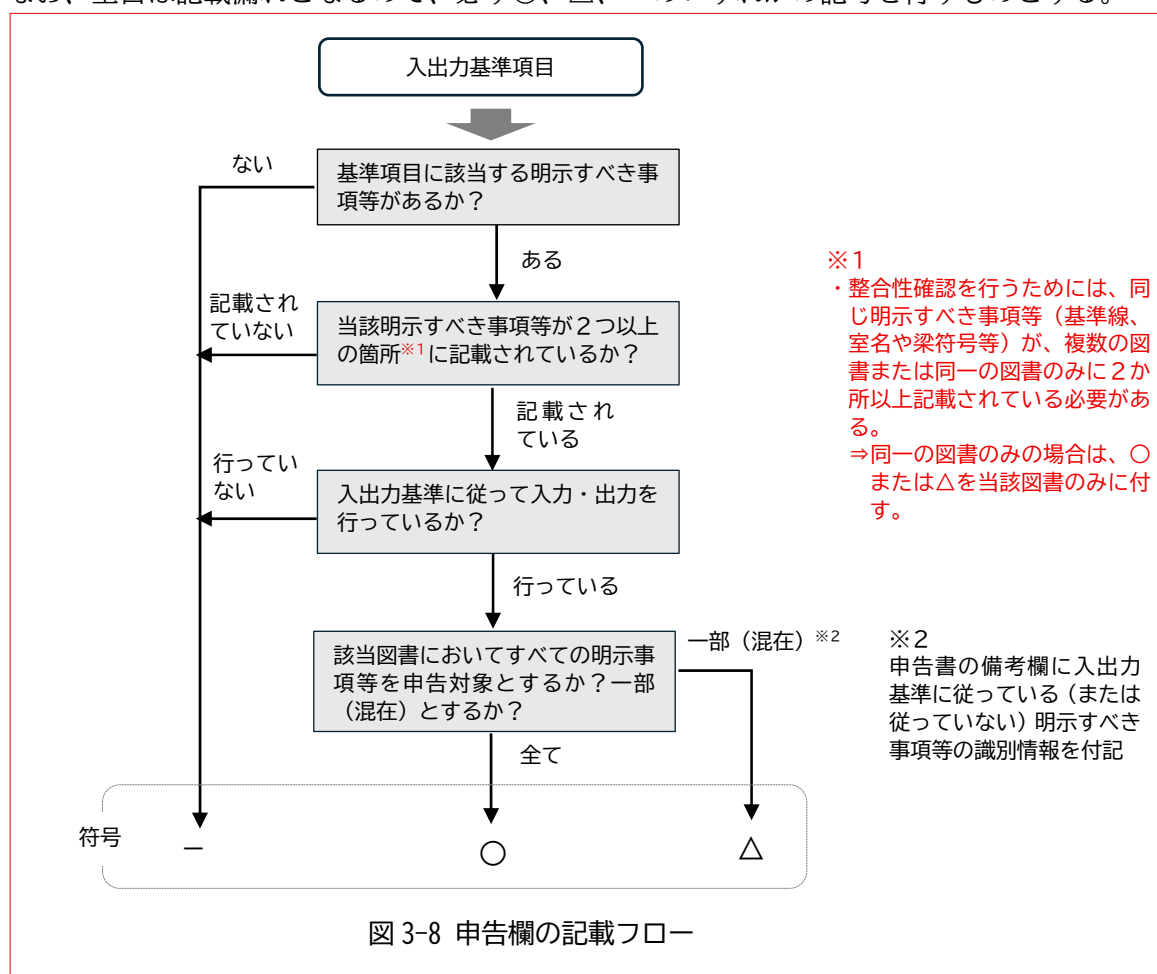 なお、空白は記載漏れとなるので、必ず○、△、－のいずれかの記号を付すものとする。
入出力基準項目
ない
基準項目に該当する明示すべき事
項等があるか？
ある
記載され
ていない
当該明示すべき事項等が２つ以上
の箇所※1に記載されているか？
記載され
ている
行ってい
ない
入出力基準に従って入力・出力を
行っているか？
行っている
該当図書においてすべての明示事
項等を申告対象とするか？一部
（混在）とするか？
一部（混在）※2
全て
※１
・整合性確認を行うためには、同
じ明示すべき事項等（基準線、
室名や梁符号等）が、複数の図
書または同一の図書のみに２か
所以上記載されている必要があ
る。
⇒同一の図書のみの場合は、○
または△を当該図書のみに付
す。
※２
申告書の備考欄に入出力
基準に従っている（または
従っていない）明示すべき
事項等の識別情報を付記
符号
－
○
△
図 3-8 申告欄の記載フロー